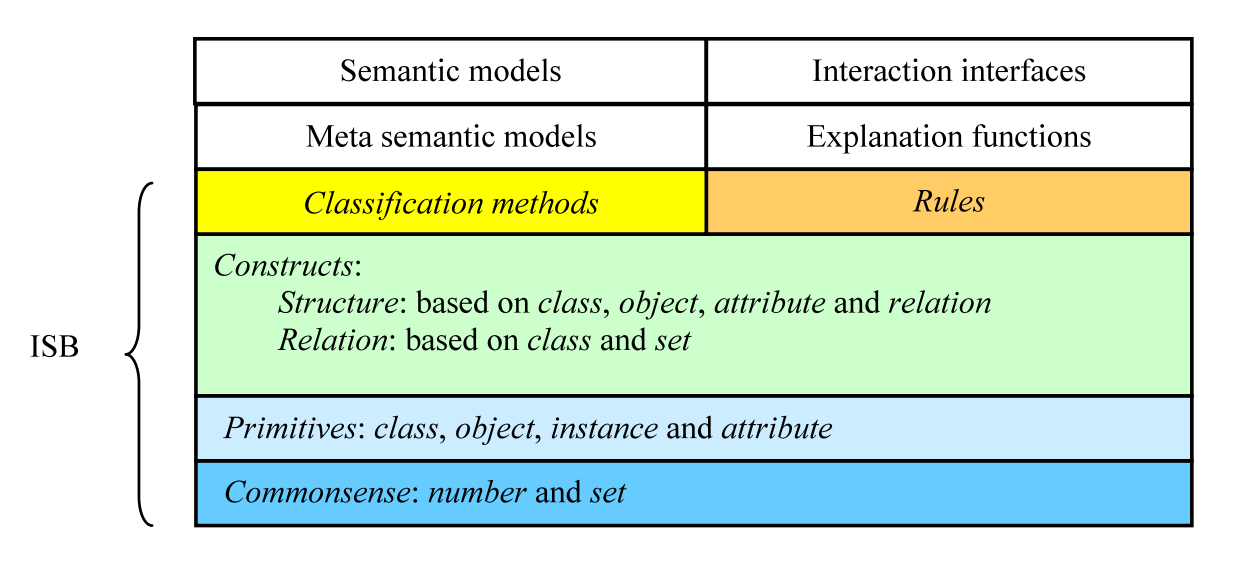 Semantic models
Interaction interfaces
Meta semantic models
Explanation functions
Classification methods
Rules
Constructs:
Structure: based on class, object, attribute and relation
Relation: based on class and set
ISB
Primitives: class, object, instance and attribute
Commonsense: number and set